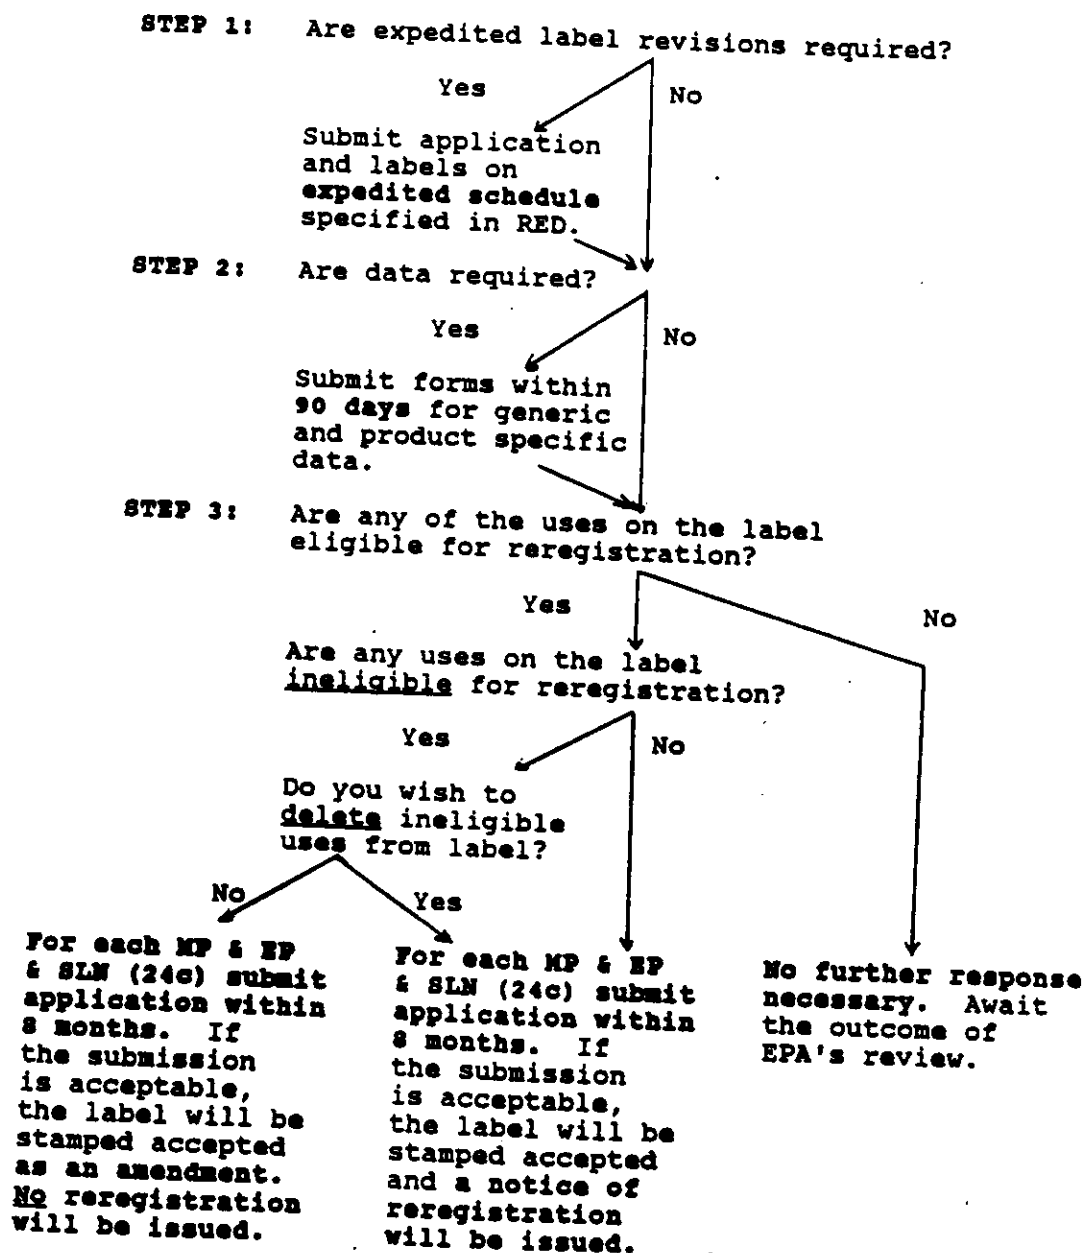 STEP 1: Are expedited label revisions required?
Yes
No
Submit application
and labels on
expedited schedule
specified in RED.
STEP 2: Are data required?
Yes
No
Submit forms within
90 days for generic
and product specific
data.
STEP 3: Are any of the uses on the label
eligible for reregistration?
Yes
No
Are any uses on the label
ineligible for reregistration?
Yes
No
Do you wish to
delete ineligible
uses from label?
No
Yes
For each MP & EP
& SLN (24c) submit
application within
8 months. If
the submission
is acceptable,
the label will be
stamped accepted
as an amendment.
No reregistration
will be issued.
For each MP & EP
& SLN (24c) submit
application within
8 months. If
the submission
is acceptable,
the label will be
stamped accepted
and a notice of
reregistration
will be issued.
No further response
necessary. Await
the outcome of
EPA's review.